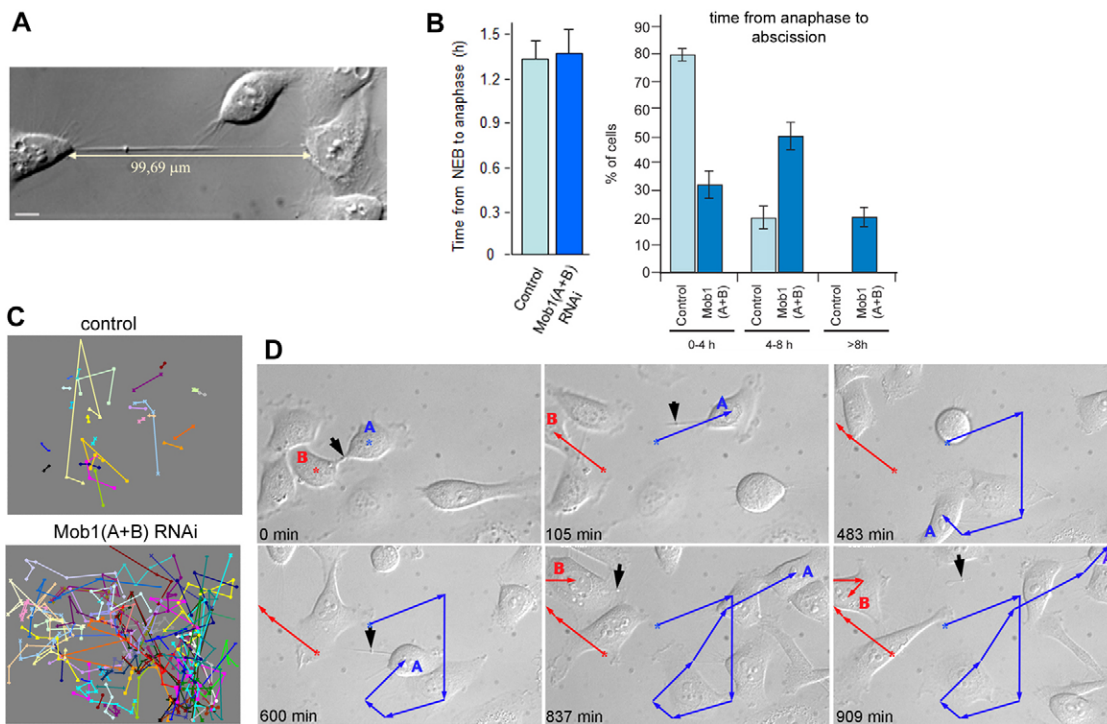 A
99,69 µm
B
Time from NEB to anaphase (h)
1.5
1.2
0.9
0.6
0.3
0
Control
Mob1(A+B)
RNAi
time from anaphase to
abscission
% of cells
90
80
70
60
50
40
30
20
10
0
Control
Mob1
(A+B)
Control
Mob1
(A+B)
Control
Mob1
(A+B)
0-4 h
4-8 h
>8h
C
control
Mob1(A+B) RNAi
D
A
*
B
*
0 min
B
A
*
*
105 min
*
*
A
483 min
*
*
A
600 min
B
A
*
*
837 min
A
B
*
*
909 min